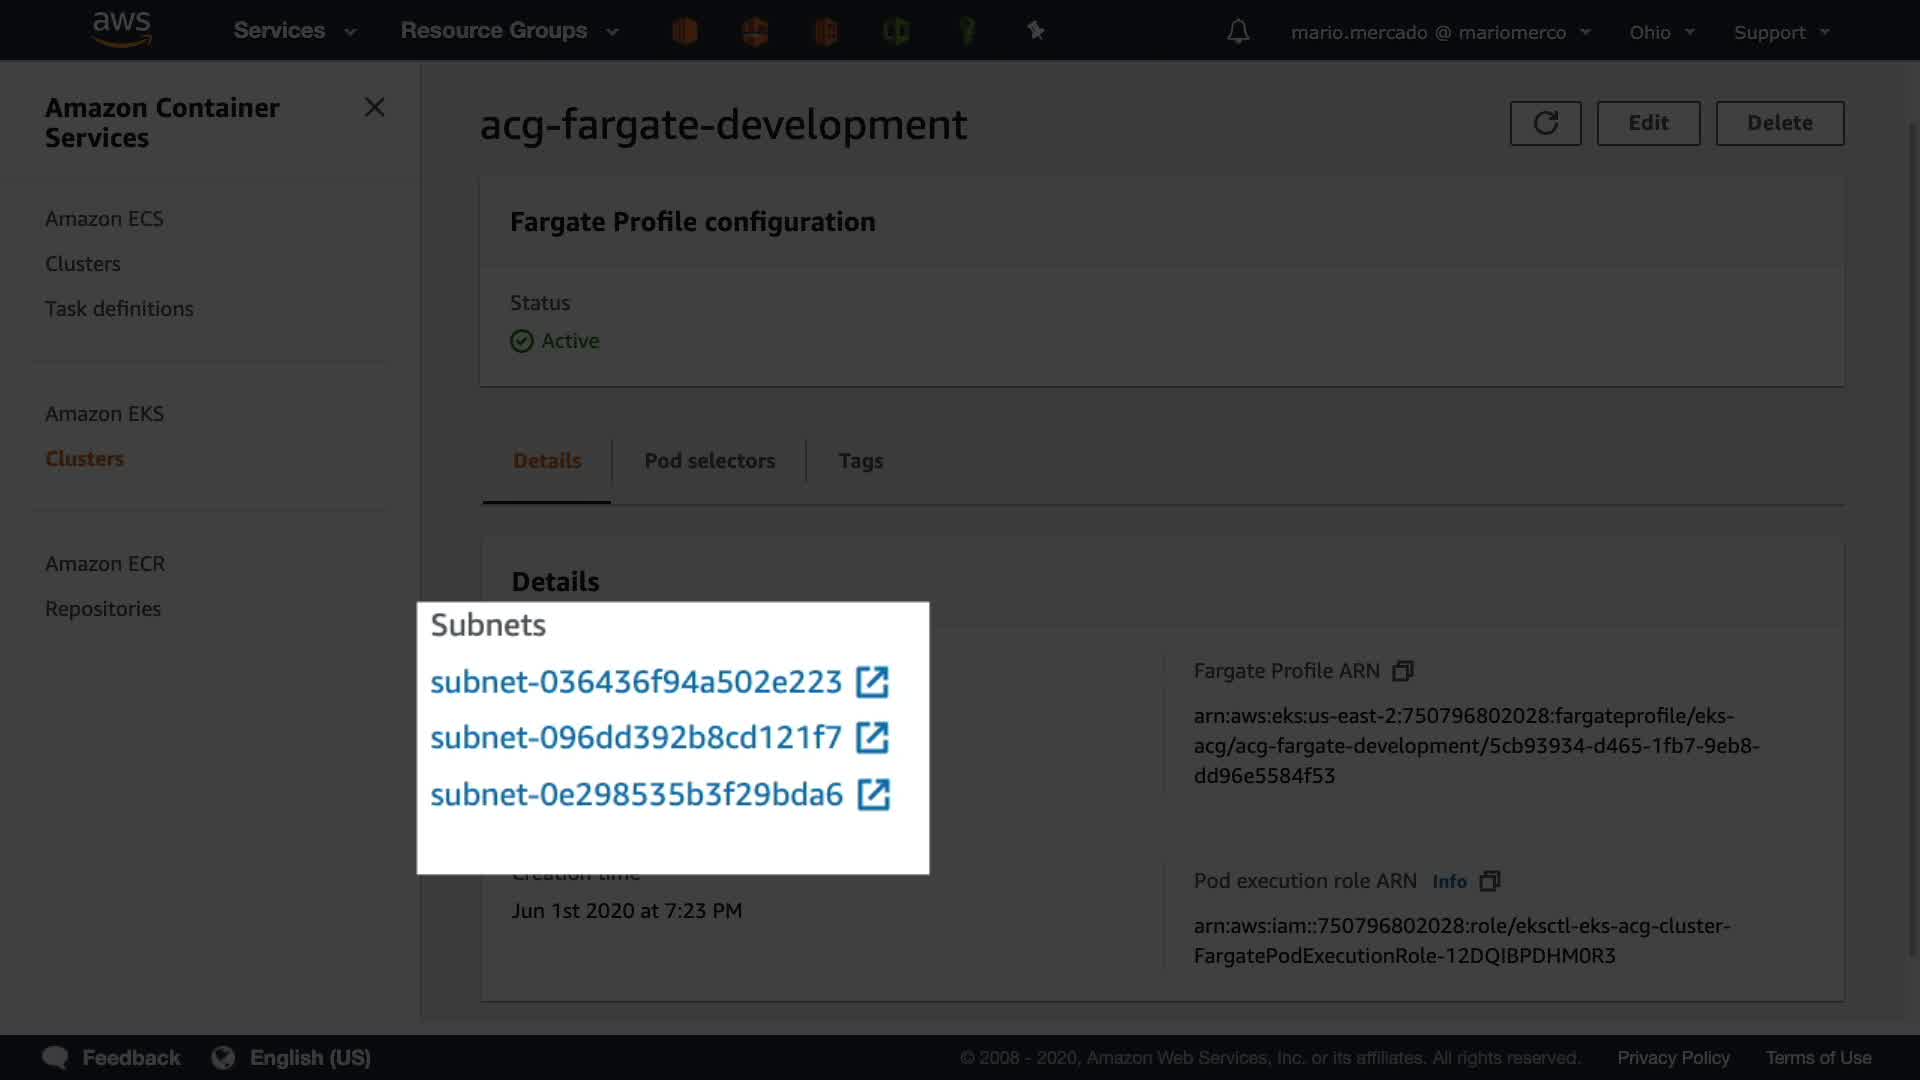 aws
Services
Resource Groups
mario.mercado @ mariomerco
Ohio
Support
Amazon Container
Services
Amazon ECS
Clusters
Task definitions
Amazon EKS
Clusters
Amazon ECR
Repositories
acg-fargate-development
Edit
Delete
Fargate Profile configuration
Status
Active
Details
Pod selectors
Tags
Details
Subnets
subnet-036436f94a502e223
subnet-096dd392b8cd121f7
subnet-0e298535b3f29bda6
Creation time
Jun 1st 2020 at 7:23 PM
Fargate Profile ARN
arn:aws:eks:us-east-2:750796802028:fargateprofile/eks-
acg/acg-fargate-development/5cb93934-d465-1fb7-9eb8-
dd96e5584f53
Pod execution role ARN Info
arn:aws:iam::750796802028:role/eksctl-eks-acg-cluster-
FargatePodExecutionRole-12DQIBPDHM0R3
Feedback
English (US)
© 2008 - 2020, Amazon Web Services, Inc. or its affiliates. All rights reserved.
Privacy Policy
Terms of Use